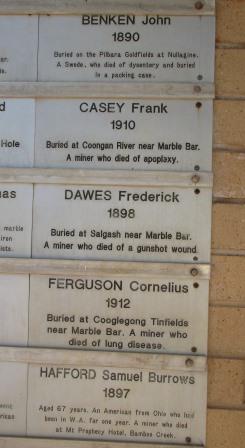 BENKEN John
1890
Buried on the Pilbara Goldfields at Nullagine.
A Swede, who died of dysentery and buried
in a packing case.
CASEY Frank
1910
Buried at Coongan River near Marble Bar.
A miner who died of apoplaxy.
Hole
DAWES Frederick
1898
Buried at Salgash near Marble Bar.
A miner who died of a gunshot wound.
marble
FERGUSON Cornelius
1912
Buried at Cooglegong Tinfields
near Marble Bar. A miner who
died of lung disease.
HAFFORD Samuel Burrows
1897
Aged 67 years. An American from Ohio who had
been in W.A. for one year. A miner who died
at Mt Prophecy Hotel, Bamboo Creek.